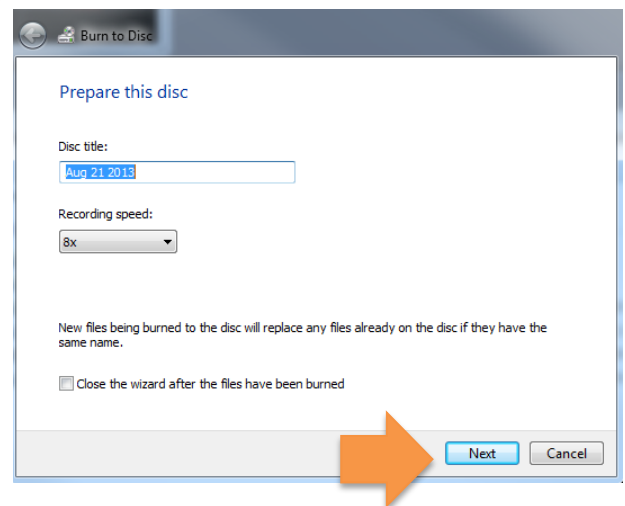 Burn to Disc
Prepare this disc
Disc title:
Aug 21 2013
Recording speed:
8x
New files being burned to the disc will replace any files already on the disc if they have the
same name.
Close the wizard after the files have been burned
Next Cancel